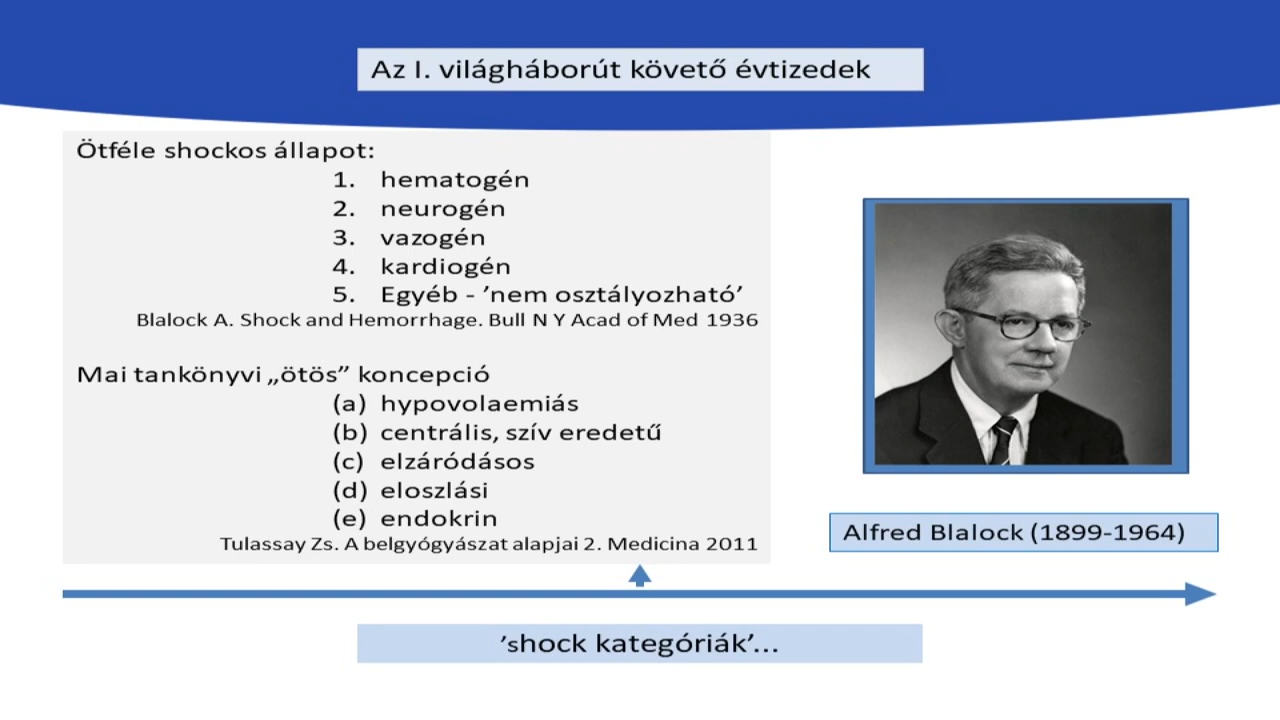 Az I. világháborút követő évtizedek
Ötféle shockos állapot:
1. hematogén
2. neurogén
3. vazogén
4. kardiogén
5. Egyéb - ’nem osztályozható’
Blalock A. Shock and Hemorrhage. Bull N Y Acad of Med 1936
Mai tankönyvi „ötös” koncepció
(a) hypovolaemiás
(b) centrális, szív eredetű
(c) elzáródásos
(d) eloszlási
(e) endokrin
Tulassay Zs. A belgyógyászat alapjai 2. Medicina 2011
Alfred Blalock (1899-1964)
’shock kategóriák’...